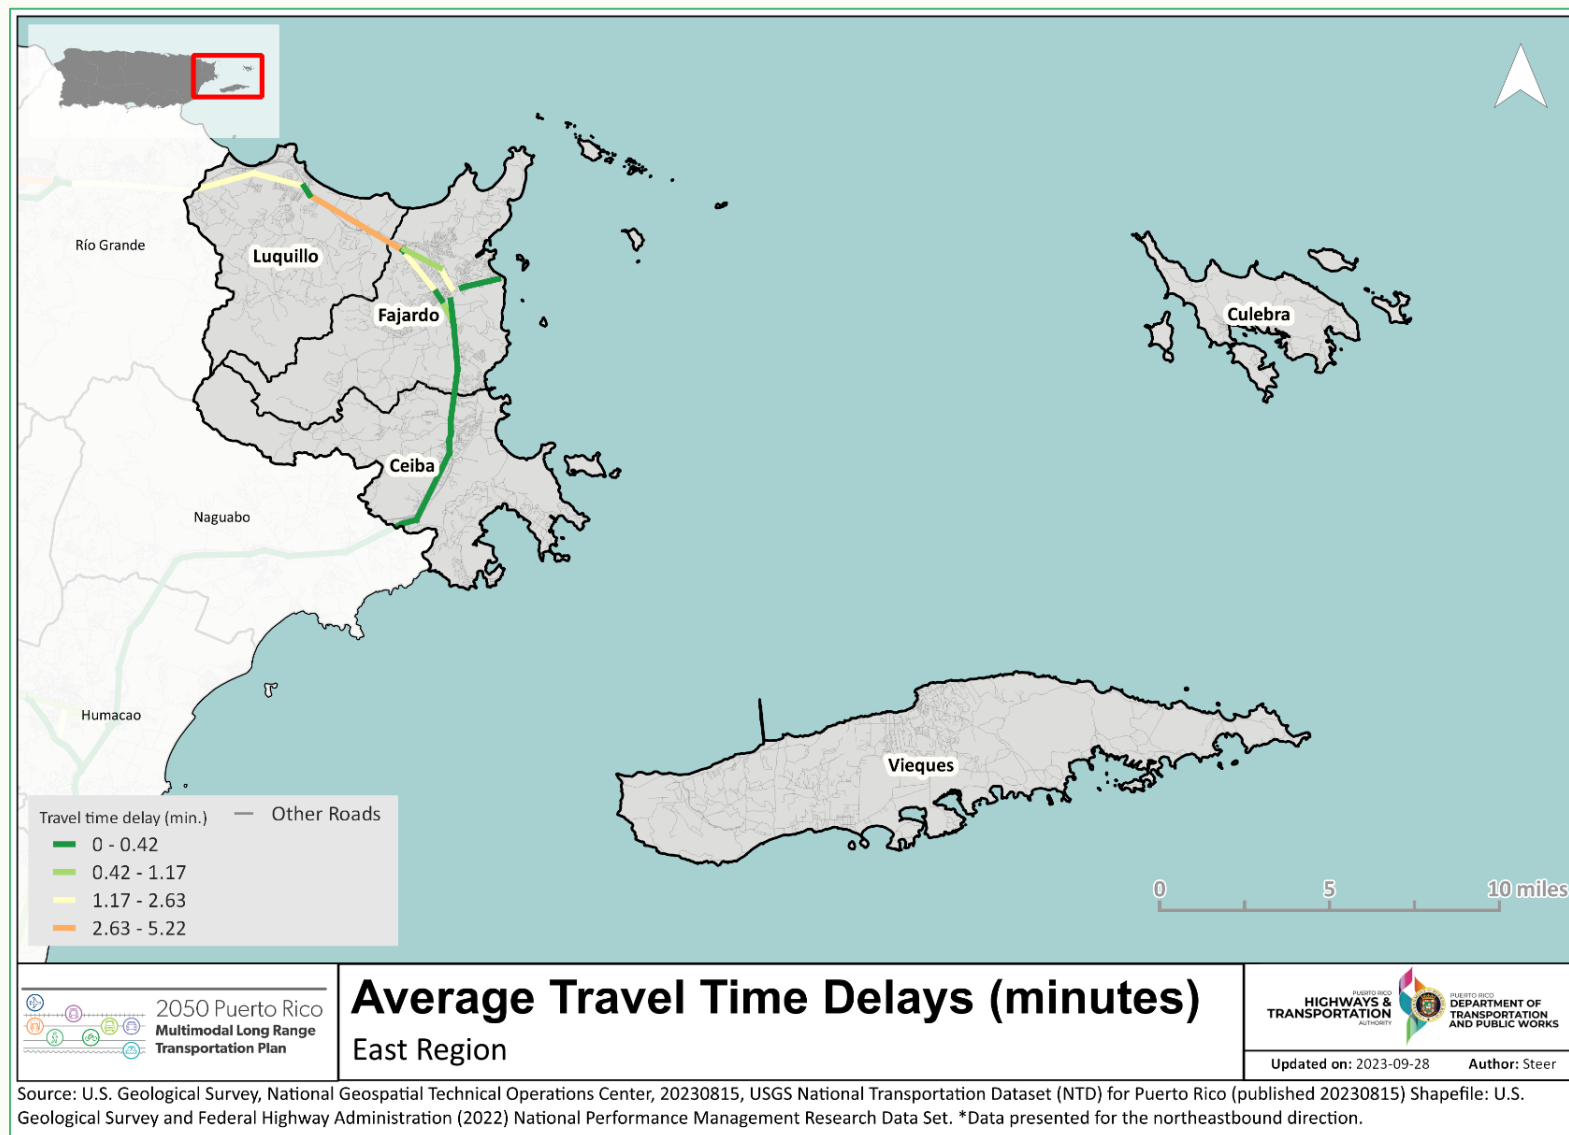 Río Grande
Luquillo
Fajardo
Culebra
Ceiba
Naguabo
Humacao
Vieques
Travel time delay (min.)
Other Roads
0 - 0.42
0.42 - 1.17
1.17 - 2.63
2.63 - 5.22
0 5 10 miles
2050 Puerto Rico
Multimodal Long Range
Transportation Plan
Average Travel Time Delays (minutes)
East Region
PUERTO RICO
HIGHWAYS &
TRANSPORTATION
AUTHORITY
PUERTO RICO
DEPARTMENT OF
TRANSPORTATION
AND PUBLIC WORKS
Updated on: 2023-09-28 Author: Steer
Source: U.S. Geological Survey, National Geospatial Technical Operations Center, 20230815, USGS National Transportation Dataset (NTD) for Puerto Rico (published 20230815) Shapefile: U.S.
Geological Survey and Federal Highway Administration (2022) National Performance Management Research Data Set. *Data presented for the northeastbound direction.